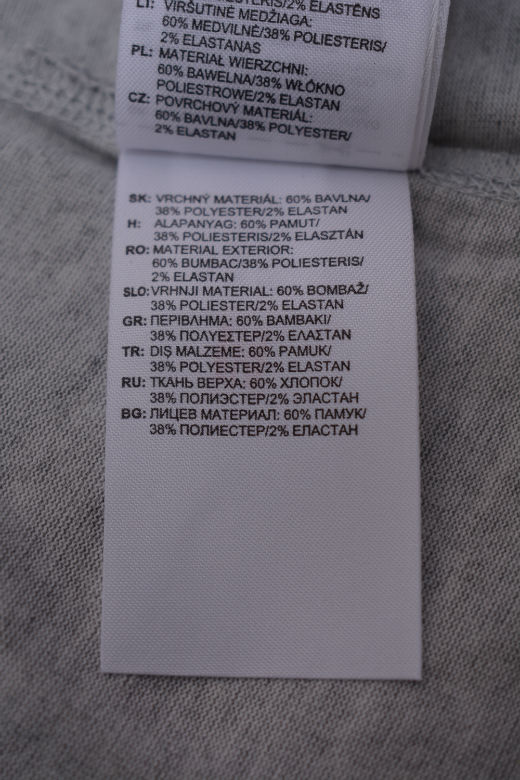 POLIESTERIS/2% ELASTĒNS
LT: VIRŠUTINĖ MEDŽIAGA:
60% MEDVILNĖ/38% POLIESTERIS/
2% ELASTANAS
PL: MATERIAŁ WIERZCHNI:
60% BAWEŁNA/38% WŁÓKNO
POLIESTROWE/2% ELASTAN
CZ: POVRCHOVÝ MATERIÁL:
60% BAVLNA/38% POLYESTER/
2% ELASTAN
SK: VRCHNÝ MATERIÁL: 60% BAVLNA/
38% POLYESTER/2% ELASTAN
H: ALAPANYAG: 60% PAMUT/
38% POLIÉSZTER/2% ELASZTÁN
RO: MATERIAL EXTERIOR:
60% BUMBAC/38% POLIESTERIS/
2% ELASTAN
SLO: VRHNJI MATERIAL: 60% BOMBAŽ/
38% POLIESTER/2% ELASTAN
GR: ΠΕΡΙΒΛΗΜΑ: 60% ΒΑΜΒΑΚΙ/
38% ΠΟΛΥΕΣΤΕΡ/2% ΕΛΑΣΤΑΝ
TR: DIŞ MALZEME: 60% PAMUK/
38% POLYESTER/2% ELASTAN
RU: ТКАНЬ ВЕРХА: 60% ХЛОПОК/
38% ПОЛИЭСТЕР/2% ЭЛАСТАН
BG: ЛИЦЕВ МАТЕРИАЛ: 60% ПАМУК/
38% ПОЛИЕСТЕР/2% ЕЛАСТАН